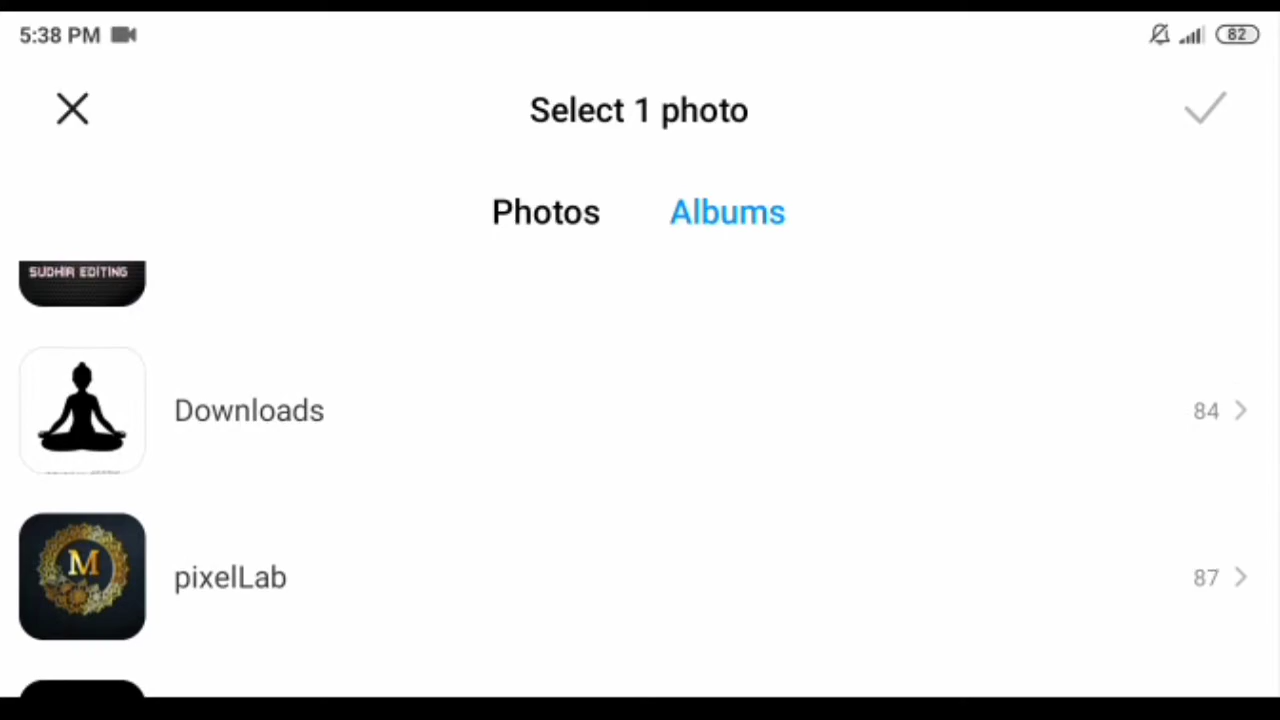 5:38 PM
82
Select 1 photo
Photos Albums
SUDHIR EDITING
Downloads 84
M
pixelLab 87